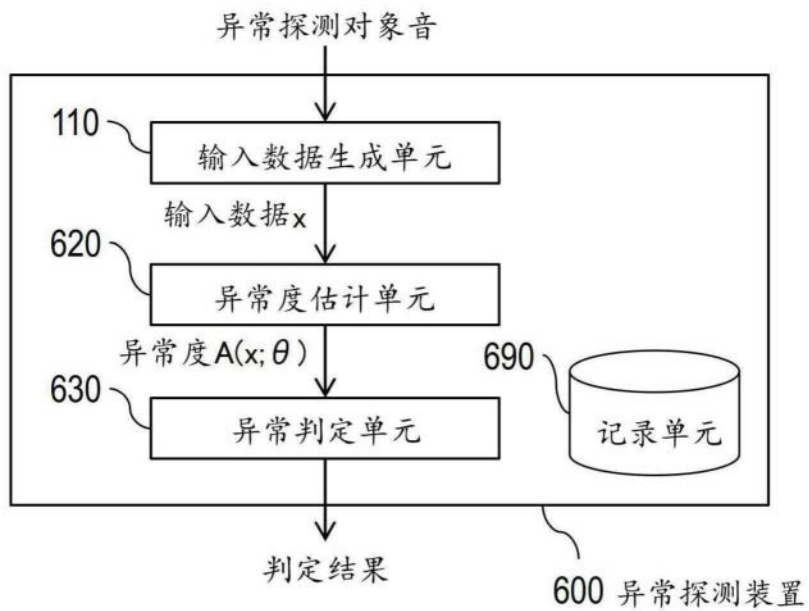 异常探测对象音
110
输入数据生成单元
输入数据x
620
异常度估计单元
异常度A(x;θ)
630
异常判定单元
690
记录单元
判定结果
600 异常探测装置